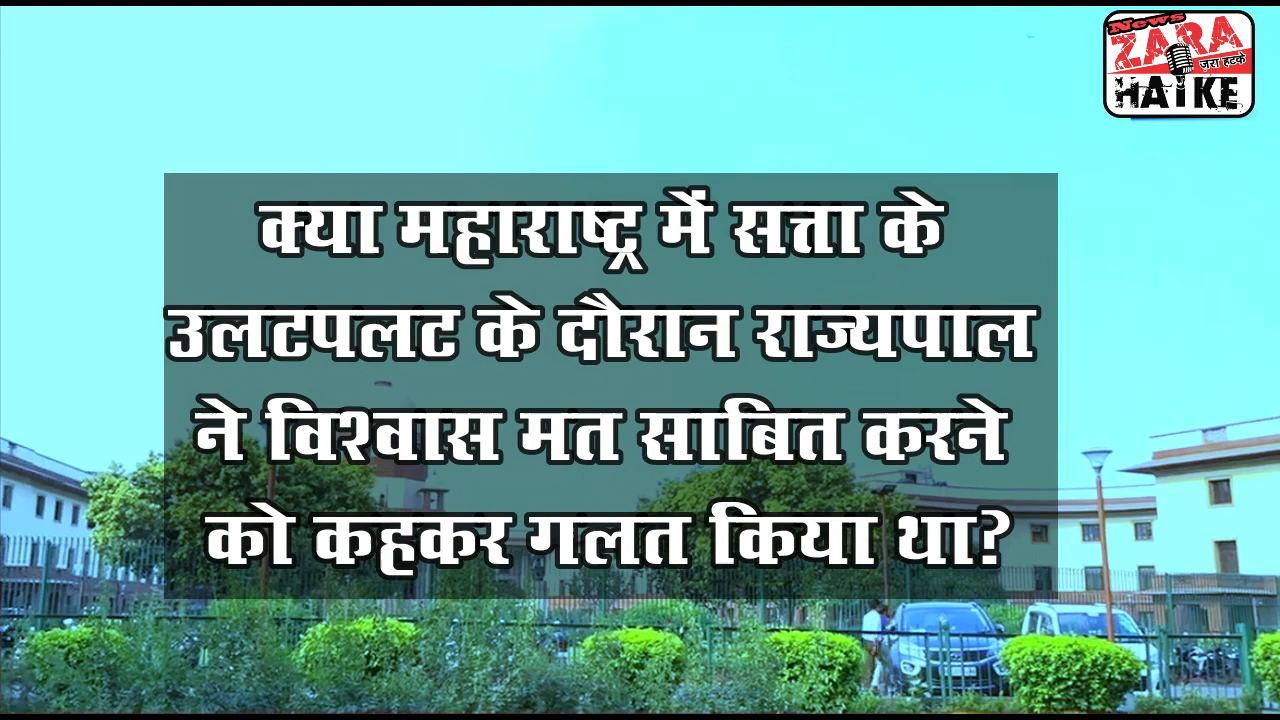 News
ZARA
ज़रा हटके
HATKE
क्या महाराष्ट्र में सत्ता के
उलटपलट के दौरान राज्यपाल
ने विश्वास मत साबित करने
को कहकर गलत किया था?